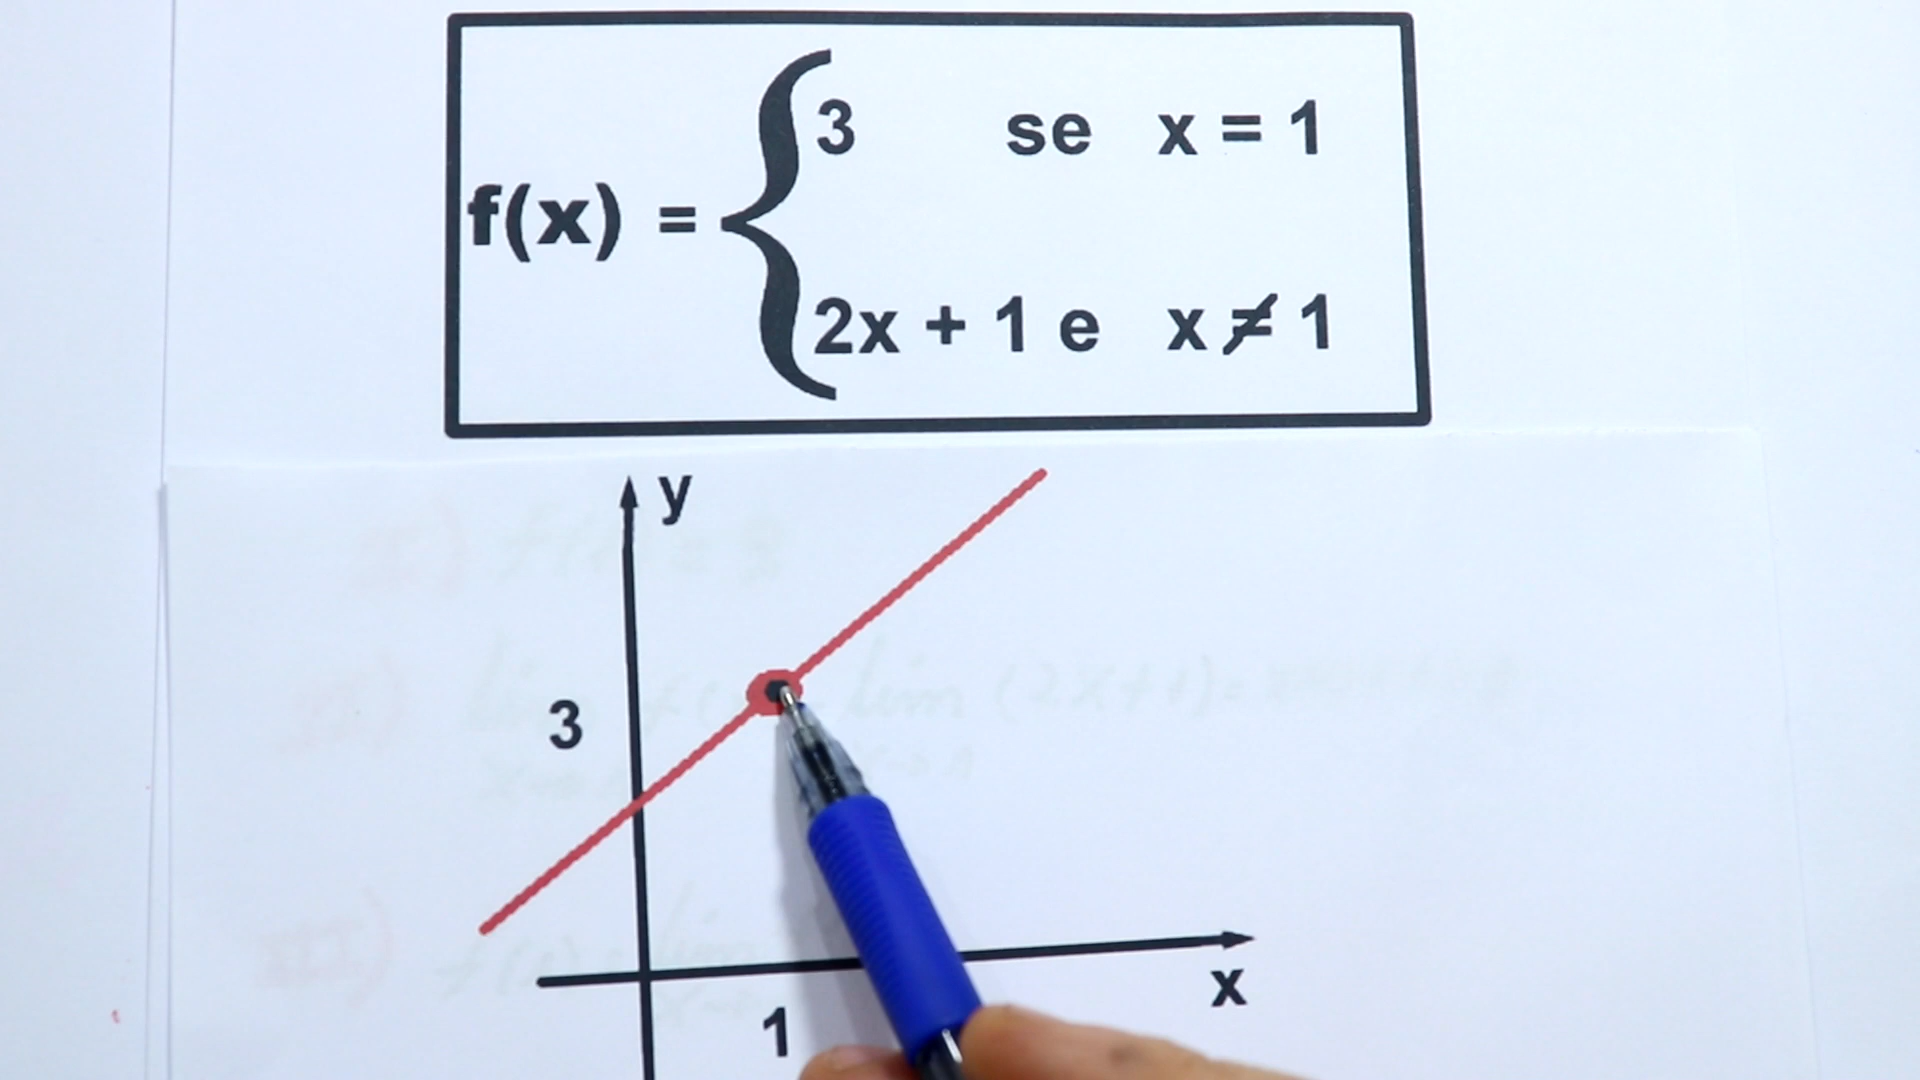 3 se x = 1
f(x) =
2x + 1 e x ≠ 1
y
3
x
1